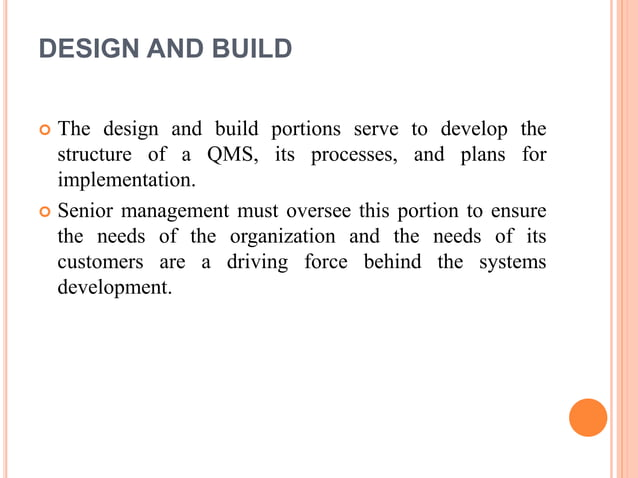 DESIGN AND BUILD
The design and build portions serve to develop the
structure of a QMS, its processes, and plans for
implementation.
Senior management must oversee this portion to ensure
the needs of the organization and the needs of its
customers are a driving force behind the systems
development.